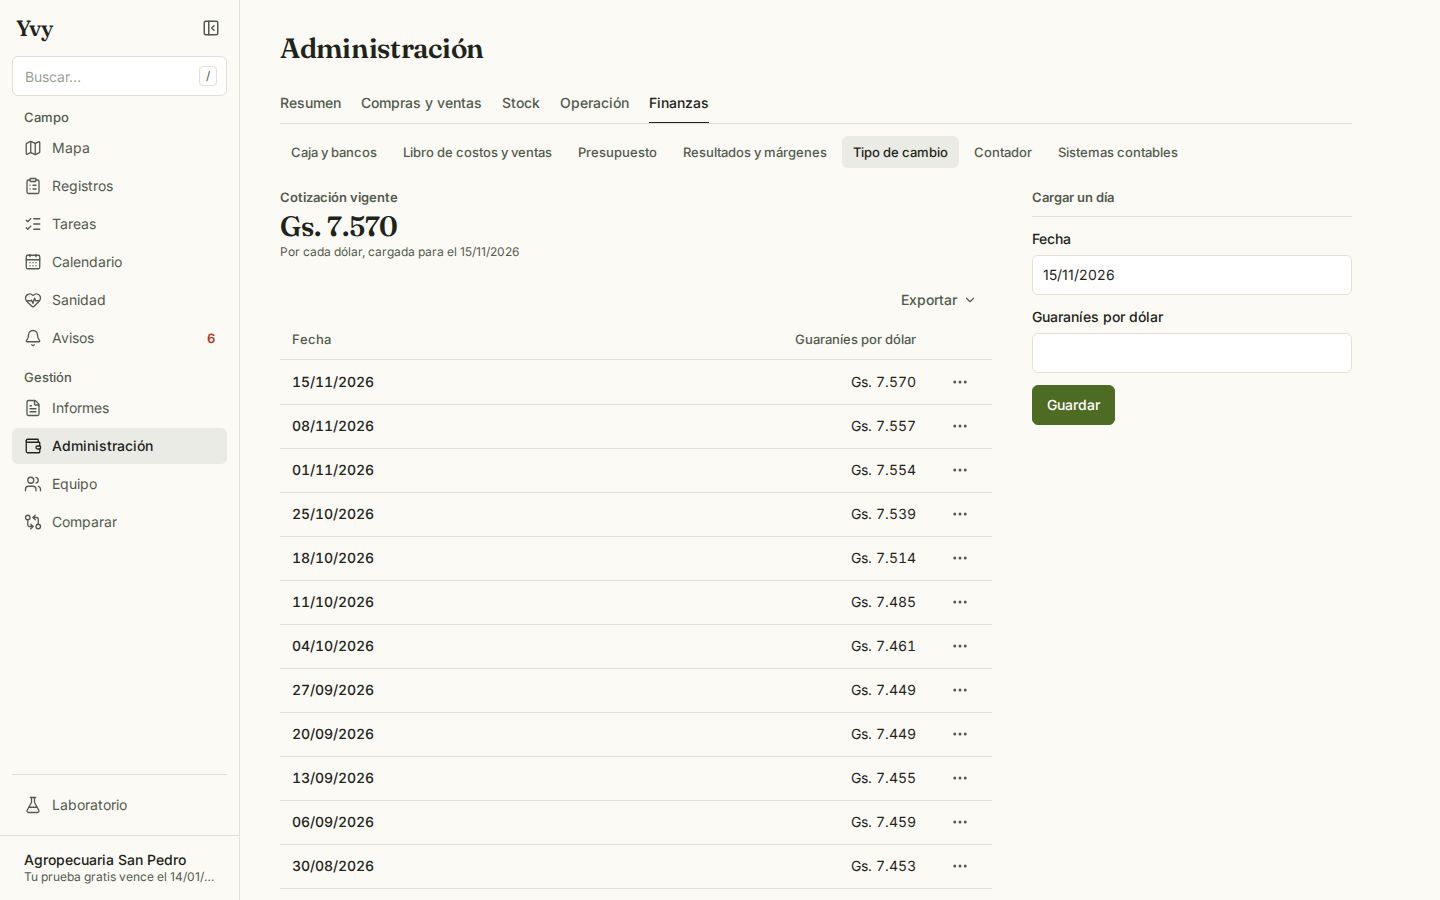 Yvy
Buscar... /
Campo
Mapa
Registros
Tareas
Calendario
Sanidad
Avisos 6
Gestión
Informes
Administración
Equipo
Comparar
Laboratorio
Agropecuaria San Pedro
Tu prueba gratis vence el 14/01/...
Administración
Resumen Compras y ventas Stock Operación Finanzas
Caja y bancos Libro de costos y ventas Presupuesto Resultados y márgenes Tipo de cambio Contador Sistemas contables
Cotización vigente
Gs. 7.570
Por cada dólar, cargada para el 15/11/2026
Exportar
Fecha Guaraníes por dólar
15/11/2026 Gs. 7.570
08/11/2026 Gs. 7.557
01/11/2026 Gs. 7.554
25/10/2026 Gs. 7.539
18/10/2026 Gs. 7.514
11/10/2026 Gs. 7.485
04/10/2026 Gs. 7.461
27/09/2026 Gs. 7.449
20/09/2026 Gs. 7.449
13/09/2026 Gs. 7.455
06/09/2026 Gs. 7.459
30/08/2026 Gs. 7.453
Cargar un día
Fecha
15/11/2026
Guaraníes por dólar
Guardar